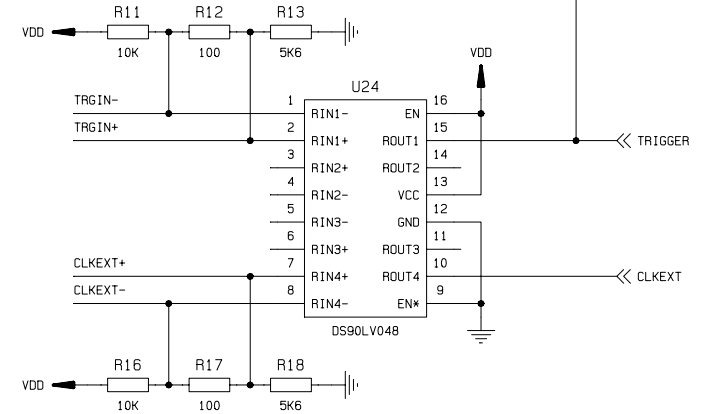 R11 R12 R13
VDD
10K 100 5K6
VDD
U24
TRGIN- 1 RIN1- EN 16
TRGIN+ 2 RIN1+ ROUT1 15 TRIGGER
3 RIN2+ ROUT2 14
4 RIN2- VCC 13
5 RIN3- GND 12
6 RIN3+ ROUT3 11
CLKEXT+ 7 RIN4+ ROUT4 10 CLKEXT
CLKEXT- 8 RIN4- EN* 9
DS90LV048
R16 R17 R18
VDD
10K 100 5K6